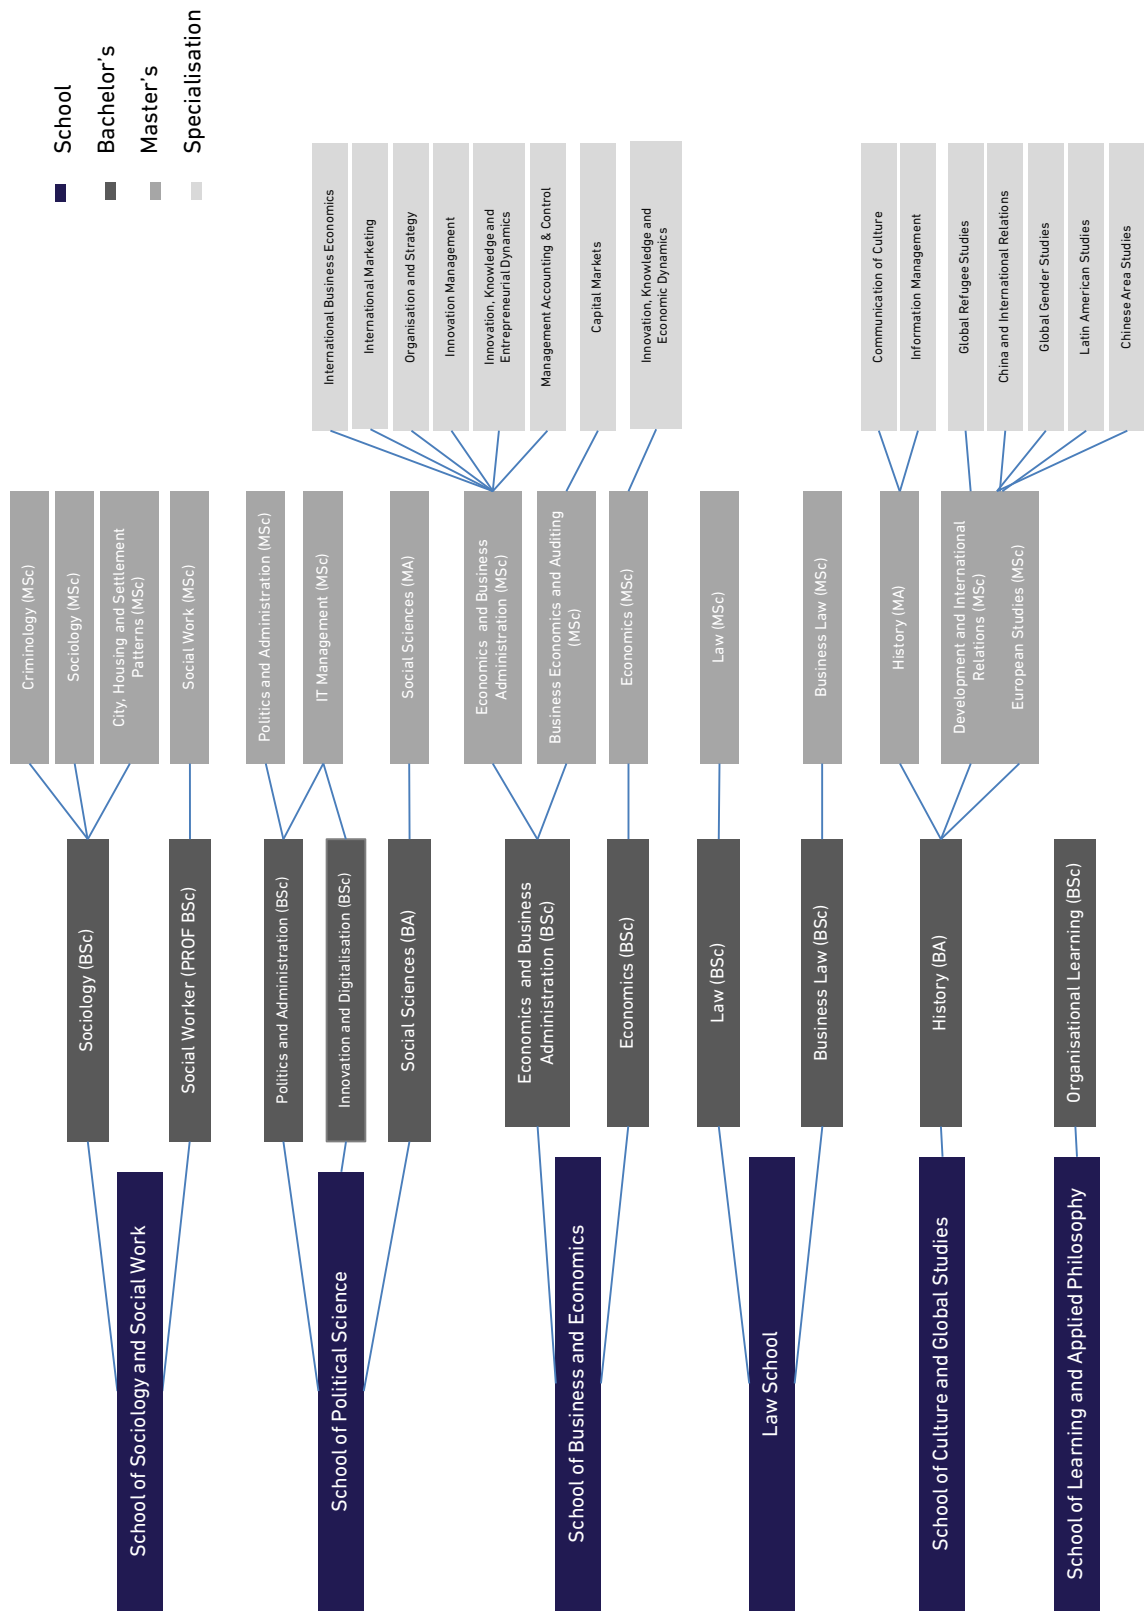 School
Bachelor's
Master's
Specialisation
School of Sociology and Social Work
Sociology (BSc)
Criminology (MSc)
Sociology (MSc)
City, Housing and Settlement
Patterns (MSc)
Social Worker (PROF BSc)
Social Work (MSc)
School of Political Science
Politics and Administration (BSc)
Politics and Administration (MSc)
IT Management (MSc)
Innovation and Digitalisation (BSc)
Social Sciences (BA)
Social Sciences (MA)
School of Business and Economics
Economics and Business
Administration (BSc)
Economics and Business
Administration (MSc)
International Business Economics
International Marketing
Organisation and Strategy
Innovation Management
Innovation, Knowledge and
Entrepreneurial Dynamics
Management Accounting & Control
Business Economics and Auditing
(MSc)
Capital Markets
Economics (BSc)
Economics (MSc)
Innovation, Knowledge and
Economic Dynamics
Law School
Law (BSc)
Law (MSc)
Business Law (BSc)
Business Law (MSc)
School of Culture and Global Studies
History (BA)
History (MA)
Communication of Culture
Information Management
Development and International
Relations (MSc)
European Studies (MSc)
Global Refugee Studies
China and International Relations
Global Gender Studies
Latin American Studies
Chinese Area Studies
School of Learning and Applied Philosophy
Organisational Learning (BSc)